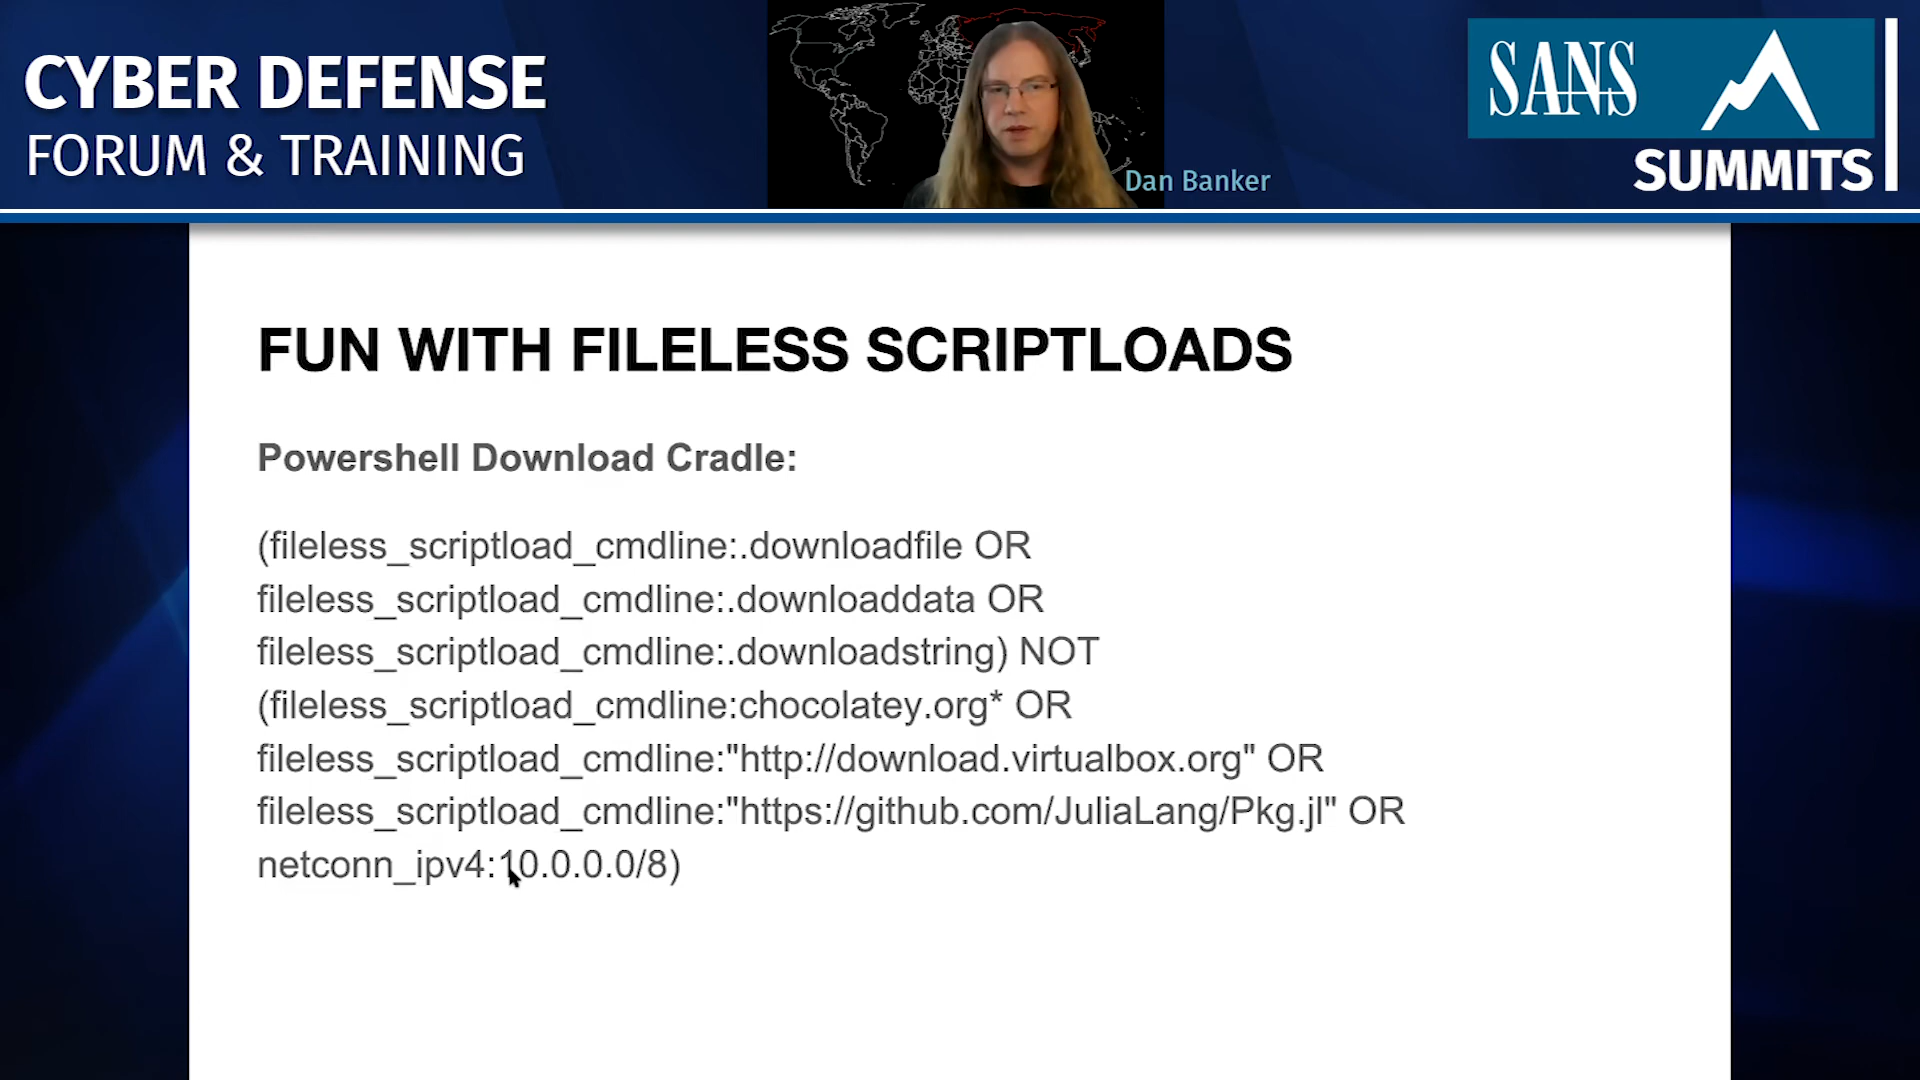 CYBER DEFENSE
FORUM & TRAINING
Dan Banker
SANS
SUMMITS
FUN WITH FILELESS SCRIPTLOADS
Powershell Download Cradle:
(fileless_scriptload_cmdline:.downloadfile OR
fileless_scriptload_cmdline:.downloaddata OR
fileless_scriptload_cmdline:.downloadstring) NOT
(fileless_scriptload_cmdline:chocolatey.org* OR
fileless_scriptload_cmdline:"http://download.virtualbox.org" OR
fileless_scriptload_cmdline:"https://github.com/JuliaLang/Pkg.jl" OR
netconn_ipv4:10.0.0.0/8)